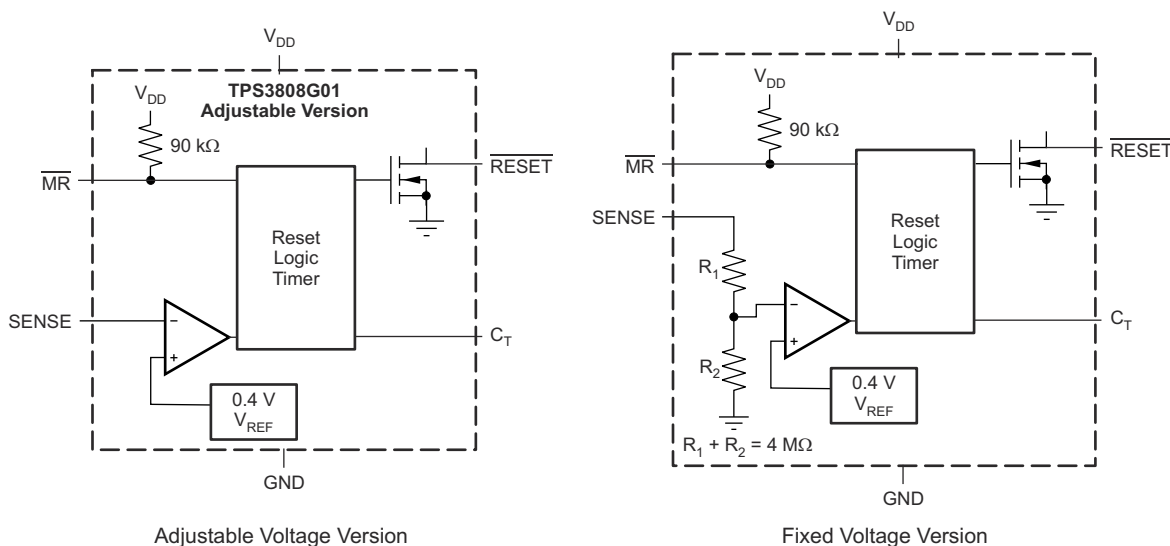 V_DD
TPS3808G01
Adjustable Version
V_DD
90 kΩ
MR
RESET
Reset
Logic
Timer
SENSE
−
+
C_T
0.4 V
V_REF
GND
Adjustable Voltage Version
V_DD
V_DD
90 kΩ
MR
RESET
SENSE
R_1
Reset
Logic
Timer
−
+
C_T
R_2
0.4 V
V_REF
R_1 + R_2 = 4 MΩ
GND
Fixed Voltage Version